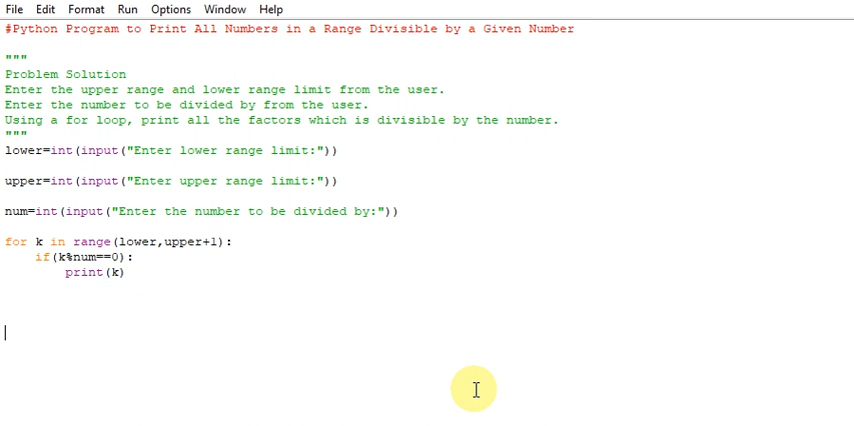 File Edit Format Run Options Window Help
#Python Program to Print All Numbers in a Range Divisible by a Given Number
"""
Problem Solution
Enter the upper range and lower range limit from the user.
Enter the number to be divided by from the user.
Using a for loop, print all the factors which is divisible by the number.
"""
lower=int(input("Enter lower range limit:"))
upper=int(input("Enter upper range limit:"))
num=int(input("Enter the number to be divided by:"))
for k in range(lower,upper+1):
    if(k%num==0):
        print(k)